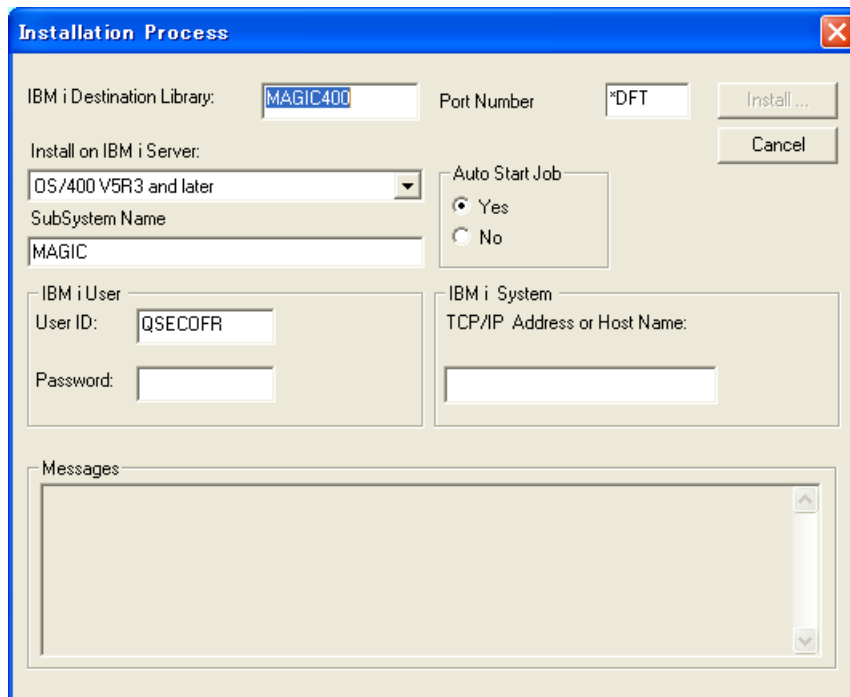 Installation Process
IBM i Destination Library: MAGIC400 Port Number *DFT Install ...
Cancel
Install on IBM i Server:
OS/400 V5R3 and later
Auto Start Job
Yes
No
SubSystem Name
MAGIC
IBM i User
User ID: QSECOFR
Password:
IBM i System
TCP/IP Address or Host Name:
Messages